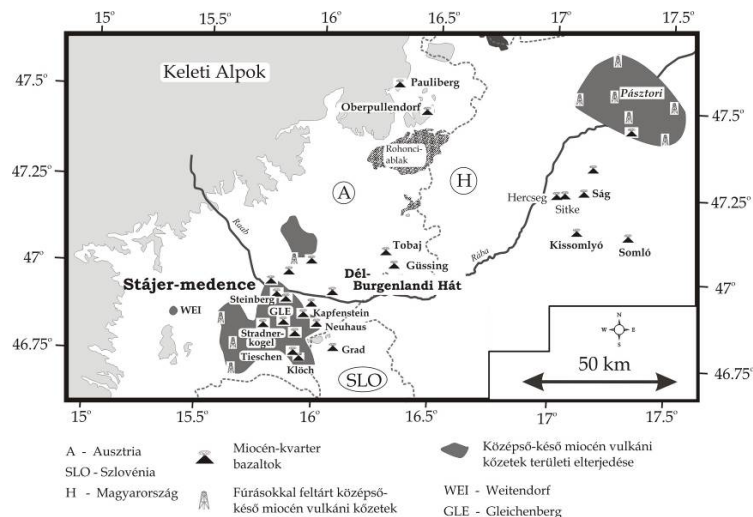 15°
15.5°
16°
16.5°
17°
17.5°
47.5°
47.25°
47°
46.75°
47.5°
47.25°
47°
46.75°
Keleti Alpok
Pauliberg
Oberpullendorf
Rohonci-
ablak
A
H
Pásztori
Hercseg
Ság
Sitke
Kissomlyó
Somló
Raab
Rába
Tobaj
Güssing
Dél-
Burgenlandi Hát
Stájer-medence
WEI
Steinberg
GLE
Kapfenstein
Stradner-
kogel
Neuhaus
Tieschen
Klöch
Grad
SLO
N
W
E
S
50 km
15°
15.5°
16°
16.5°
17°
17.5°
A - Ausztria
SLO - Szlovénia
H - Magyarország
Miocén-kvarter
bazaltok
Fúrásokkal feltárt középső-
késő miocén vulkáni kőzetek
Középső-késő miocén vulkáni
kőzetek területi elterjedése
WEI - Weitendorf
GLE - Gleichenberg